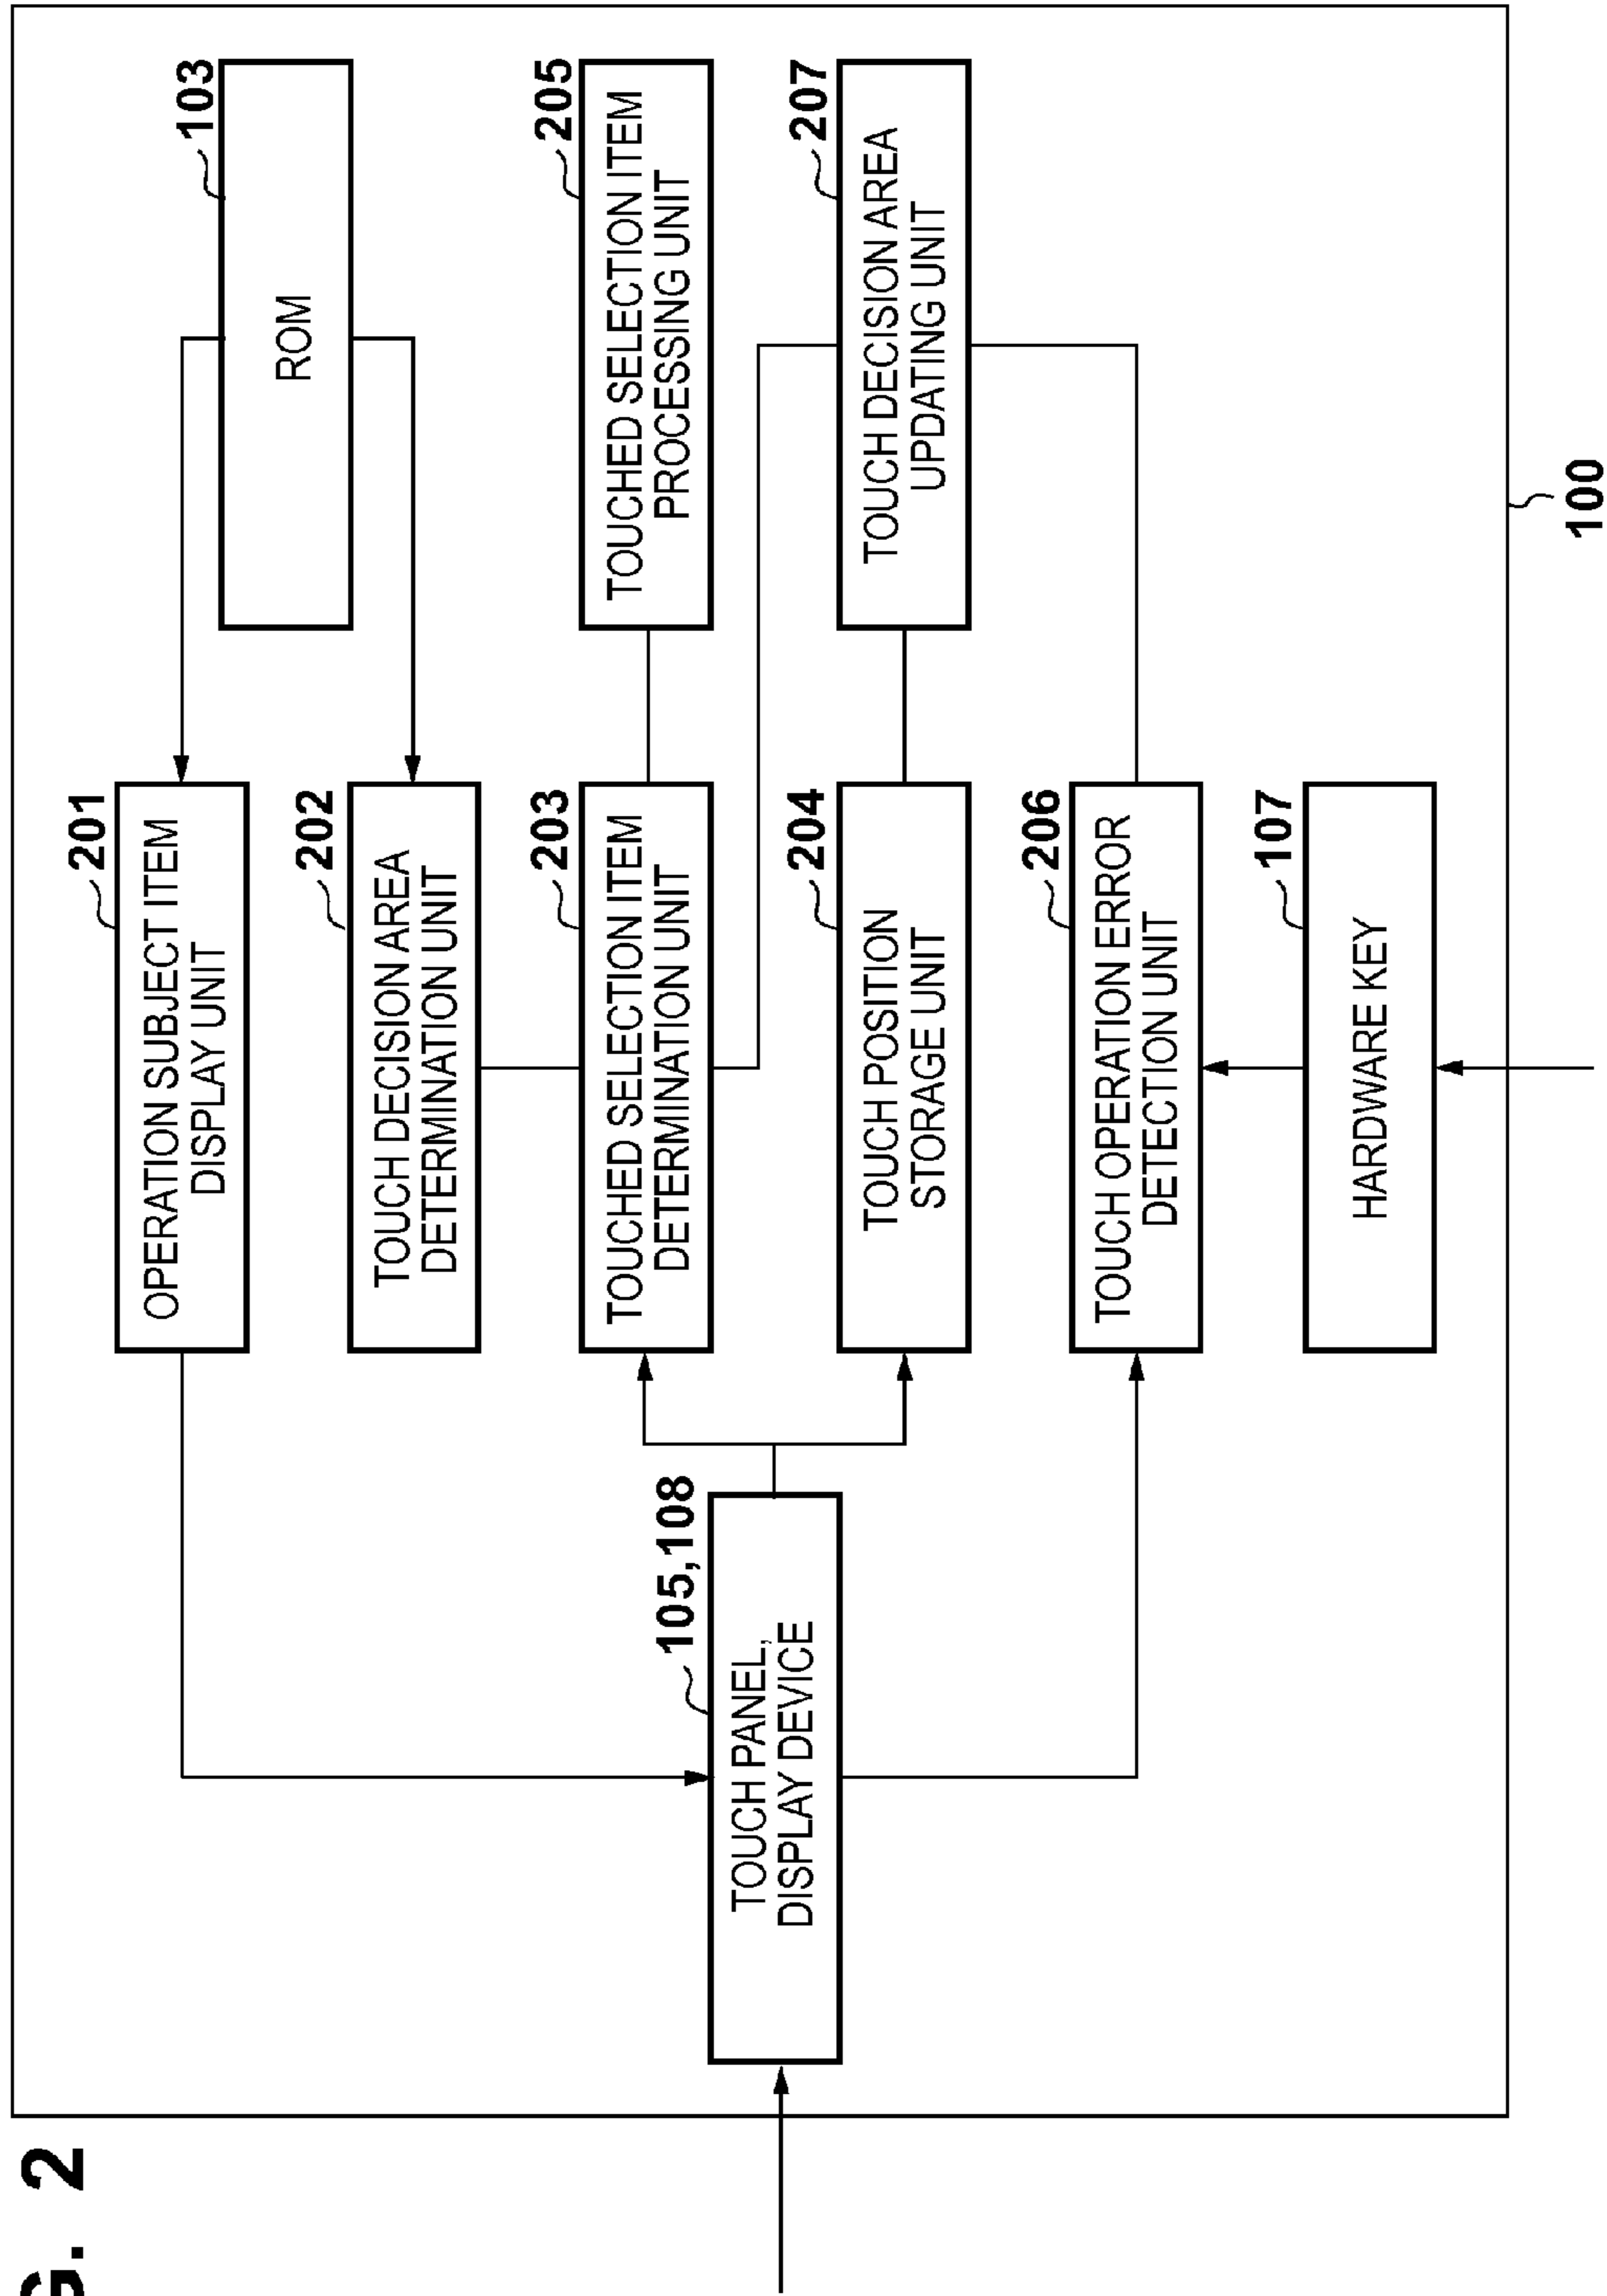 G. 2
201
OPERATION SUBJECT ITEM
DISPLAY UNIT
103
ROM
202
TOUCH DECISION AREA
DETERMINATION UNIT
105,108
TOUCH PANEL,
DISPLAY DEVICE
203
TOUCHED SELECTION ITEM
DETERMINATION UNIT
205
TOUCHED SELECTION ITEM
PROCESSING UNIT
204
TOUCH POSITION
STORAGE UNIT
207
TOUCH DECISION AREA
UPDATING UNIT
206
TOUCH OPERATION ERROR
DETECTION UNIT
107
HARDWARE KEY
100